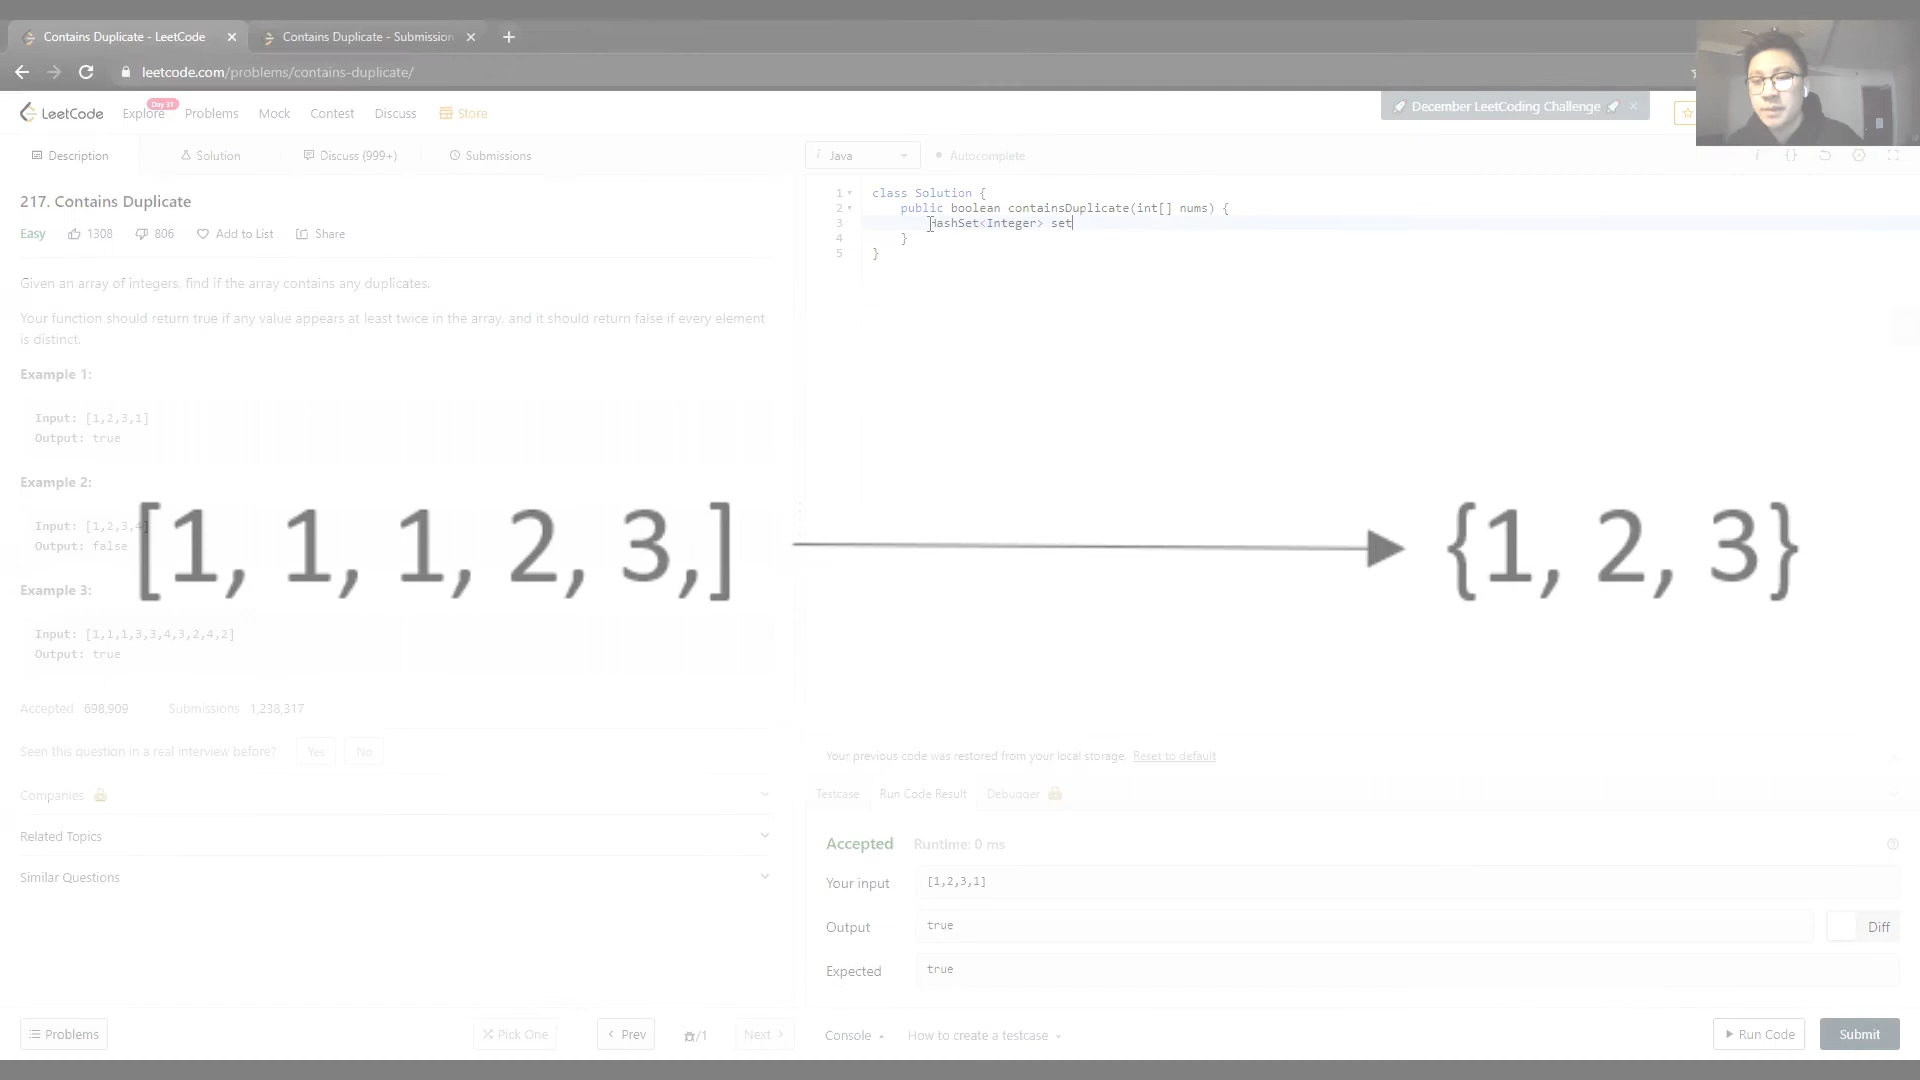 Contains Duplicate - LeetCode
Contains Duplicate - Submission
leetcode.com/problems/contains-duplicate/
LeetCode
Explore
Day 31
Problems
Mock
Contest
Discuss
Store
December LeetCoding Challenge
Description
Solution
Discuss (999+)
Submissions
i Java
Autocomplete
217. Contains Duplicate
Easy
1308
806
Add to List
Share
Given an array of integers, find if the array contains any duplicates.
Your function should return true if any value appears at least twice in the array, and it should return false if every element
is distinct.
Example 1:
Input: [1,2,3,1]
Output: true
Example 2:
Input: [1,2,3,4]
Output: false
Example 3:
Input: [1,1,1,3,3,4,3,2,4,2]
Output: true
[1, 1, 1, 2, 3,]
{1, 2, 3}
Accepted 698,909
Submissions 1,238,317
Seen this question in a real interview before?
Yes
No
Companies
Related Topics
Similar Questions
Problems
Pick One
Prev
/1
Next
1 class Solution {
2 public boolean containsDuplicate(int[] nums) {
3 HashSet<Integer> set
4 }
5 }
Your previous code was restored from your local storage. Reset to default
Testcase
Run Code Result
Debugger
Accepted
Runtime: 0 ms
Your input
[1,2,3,1]
Output
true
Diff
Expected
true
Console
How to create a testcase
Run Code
Submit